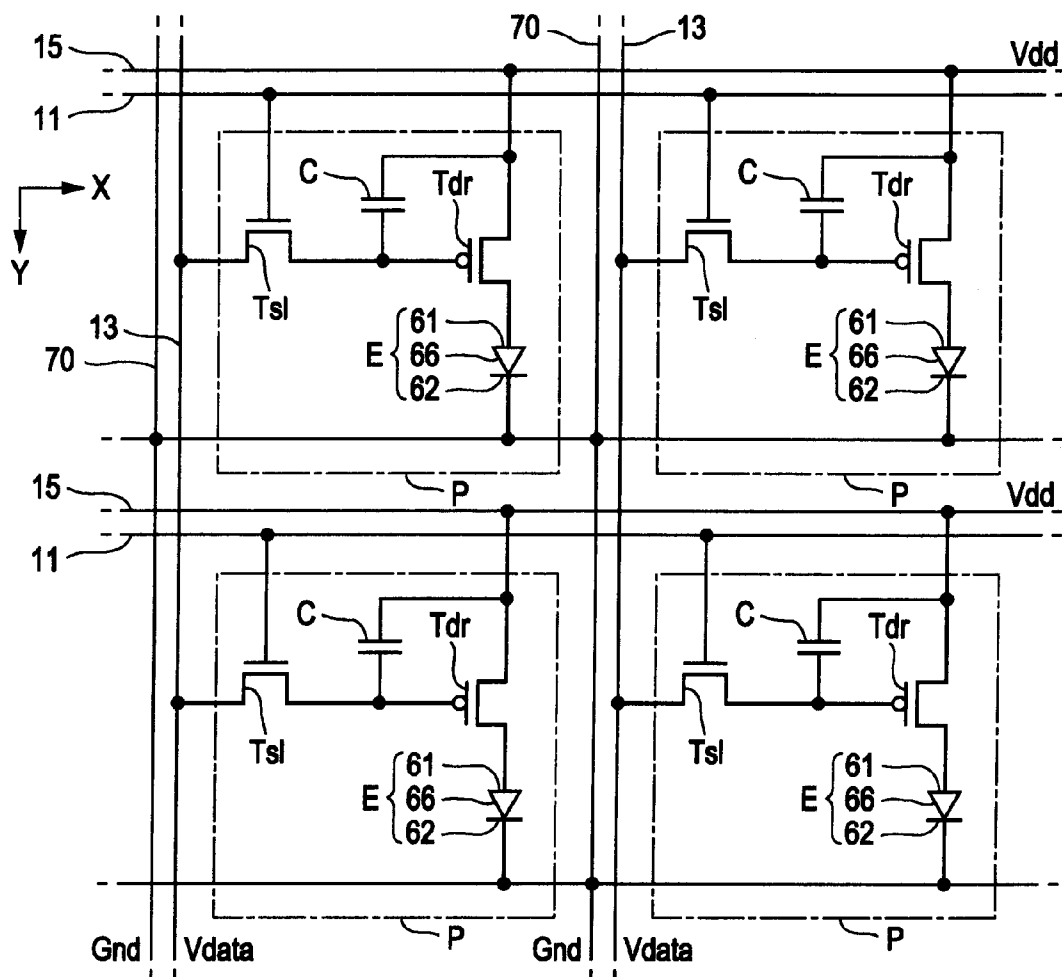 70 13
15 Vdd
11
X
Y
C Tdr C Tdr
Tsl Tsl
13
70
E { 61 66 62 E { 61 66 62
P P
15 Vdd
11
C Tdr C Tdr
Tsl Tsl
E { 61 66 62 E { 61 66 62
P P
Gnd Vdata Gnd Vdata